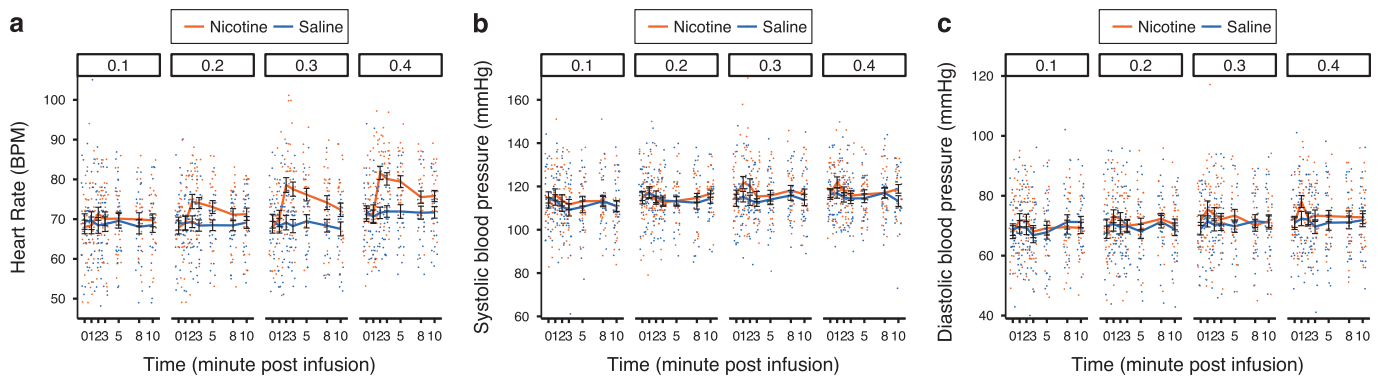 a
Nicotine Saline
0.1 0.2 0.3 0.4
Heart Rate (BPM)
100
90
80
70
60
50
0123 5 8 10 0123 5 8 10 0123 5 8 10 0123 5 8 10
Time (minute post infusion)
b
Nicotine Saline
0.1 0.2 0.3 0.4
Systolic blood pressure (mmHg)
160
140
120
100
80
60
0123 5 8 10 0123 5 8 10 0123 5 8 10 0123 5 8 10
Time (minute post infusion)
c
Nicotine Saline
0.1 0.2 0.3 0.4
Diastolic blood pressure (mmHg)
120
100
80
60
40
0123 5 8 10 0123 5 8 10 0123 5 8 10 0123 5 8 10
Time (minute post infusion)